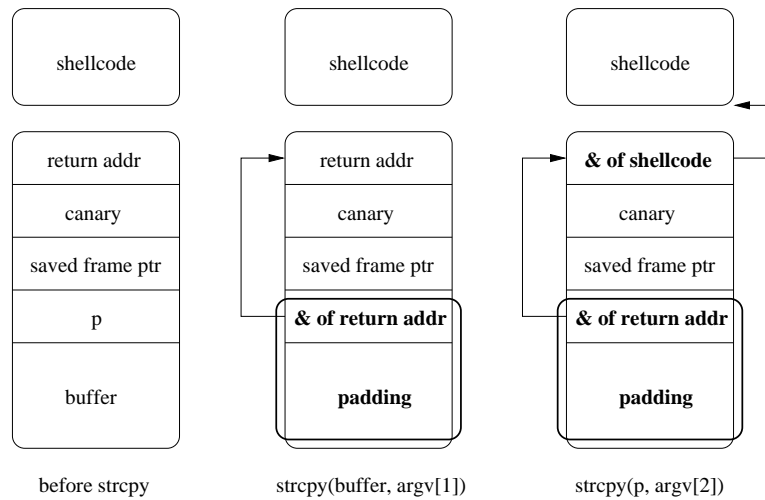 shellcode
return addr
canary
saved frame ptr
p
buffer
before strcpy
shellcode
return addr
canary
saved frame ptr
& of return addr
padding
strcpy(buffer, argv[1])
shellcode
& of shellcode
canary
saved frame ptr
& of return addr
padding
strcpy(p, argv[2])